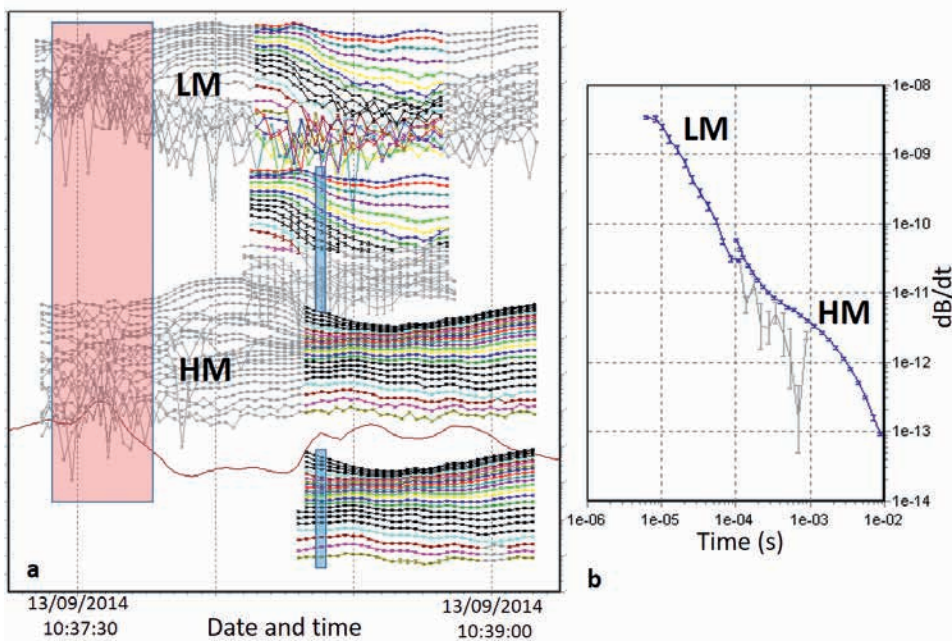 LM
HM
a
13/09/2014
10:37:30
Date and time
13/09/2014
10:39:00
LM
HM
1e-08
1e-09
1e-10
1e-11
1e-12
1e-13
1e-14
dB/dt
1e-06
1e-05
1e-04
1e-03
1e-02
Time (s)
b